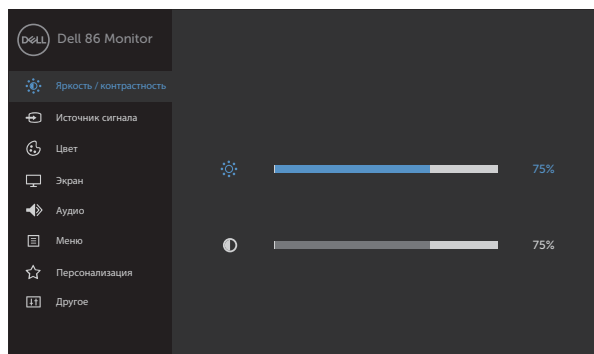 DELL
Dell 86 Monitor
Яркость / контрастность
Источник сигнала
Цвет
Экран
Аудио
Меню
Персонализация
Другое
75%
75%